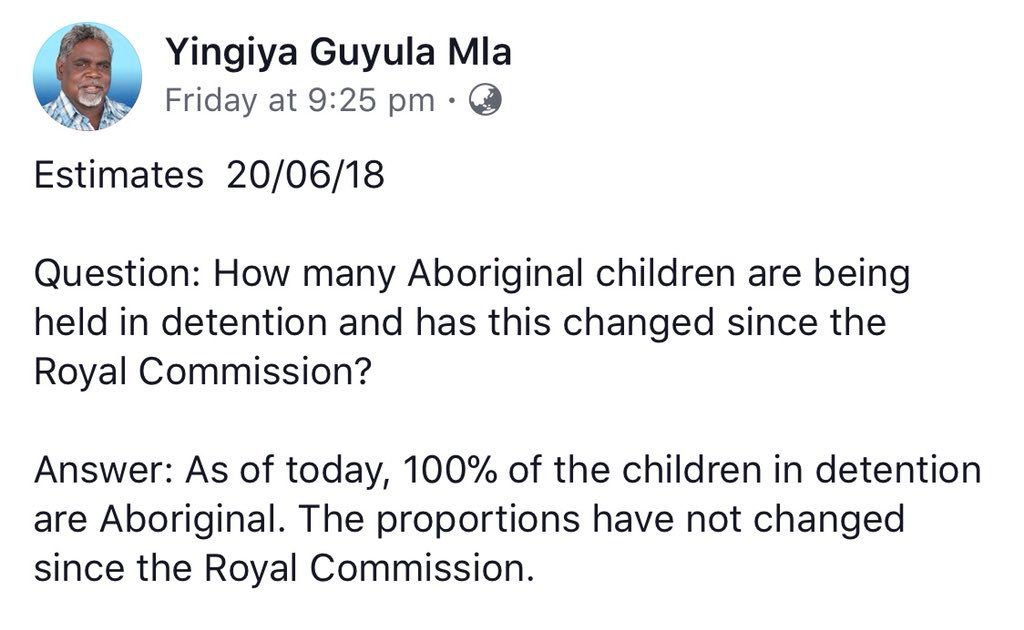 Yingiya Guyula Mla
Friday at 9:25 pm ·
Estimates  20/06/18
Question: How many Aboriginal children are being
held in detention and has this changed since the
Royal Commission?
Answer: As of today, 100% of the children in detention
are Aboriginal. The proportions have not changed
since the Royal Commission.